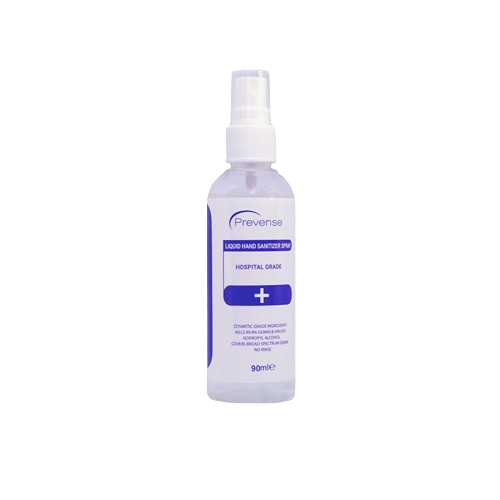 Prevense
LIQUID HAND SANITIZER SPRAY
HOSPITAL GRADE
COSMETIC GRADE INGREDIENTS
KILLS 99.9% GERMS & VIRUSES
ISOPROPYL ALCOHOL
COVERS BROAD SPECTRUM GERMS
NO RINSE
90ml℮